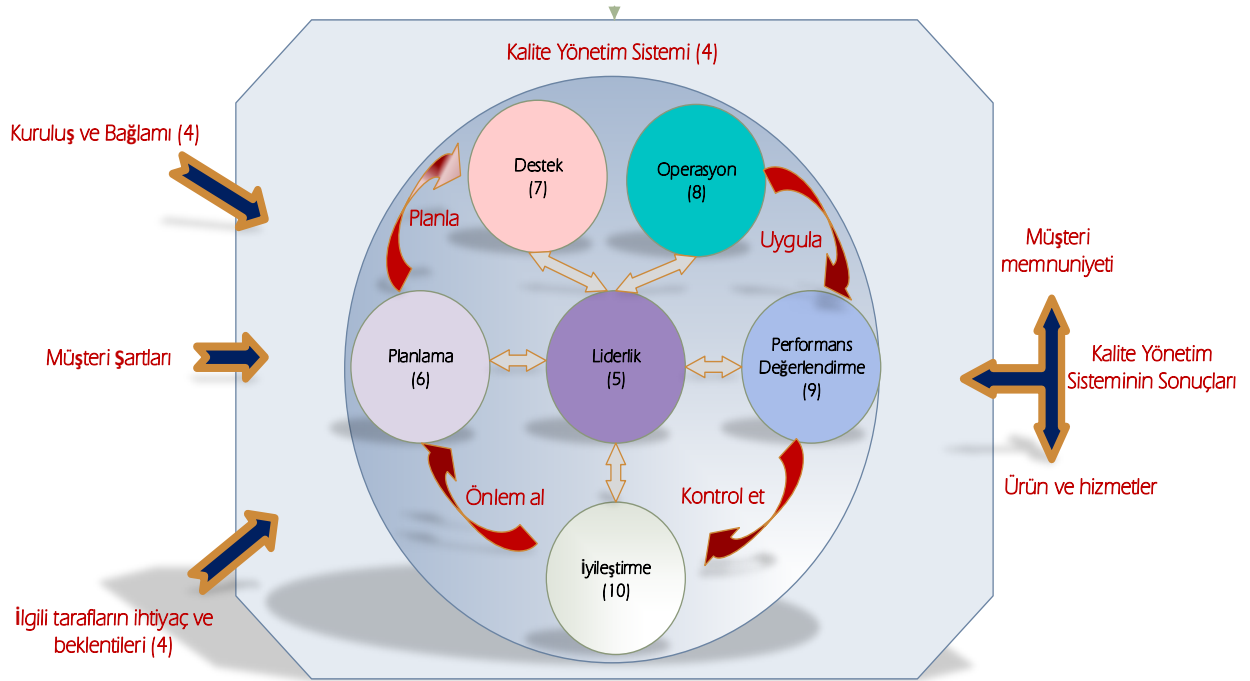 Kalite Yönetim Sistemi (4)
Kuruluş ve Bağlamı (4)
Destek
(7)
Operasyon
(8)
Planla
Uygula
Müşteri
memnuniyeti
Müşteri Şartları
Planlama
(6)
Liderlik
(5)
Performans
Değerlendirme
(9)
Kalite Yönetim
Sisteminin Sonuçları
Önlem al
Kontrol et
Ürün ve hizmetler
İyileştirme
(10)
İlgili tarafların ihtiyaç ve
beklentileri (4)